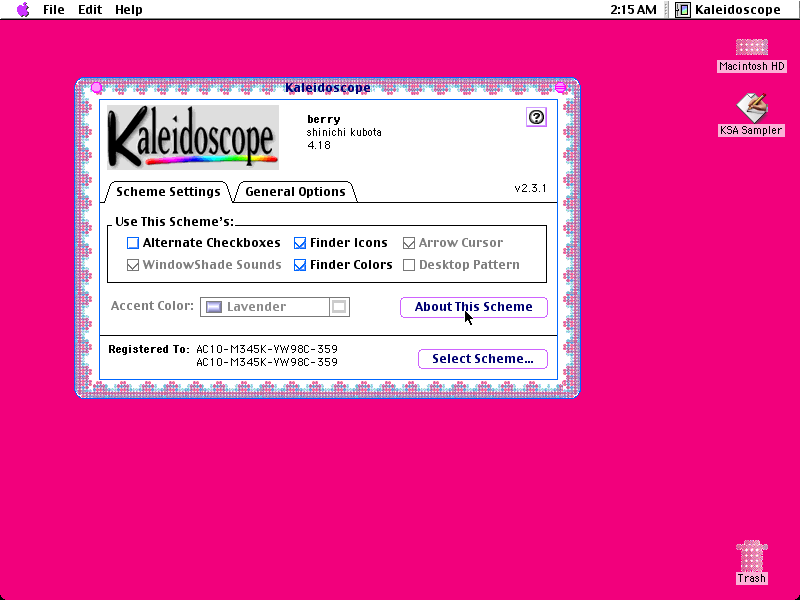 File Edit Help
2:15 AM Kaleidoscope
Macintosh HD
KSA Sampler
Kaleidoscope
Kaleidoscope
berry
shinichi kubota
4.18
Scheme Settings General Options
v2.3.1
Use This Scheme's:
Alternate Checkboxes Finder Icons Arrow Cursor
WindowShade Sounds Finder Colors Desktop Pattern
Accent Color: Lavender About This Scheme
Registered To: AC10-M345K-YW98C-359
AC10-M345K-YW98C-359
Select Scheme...
Trash